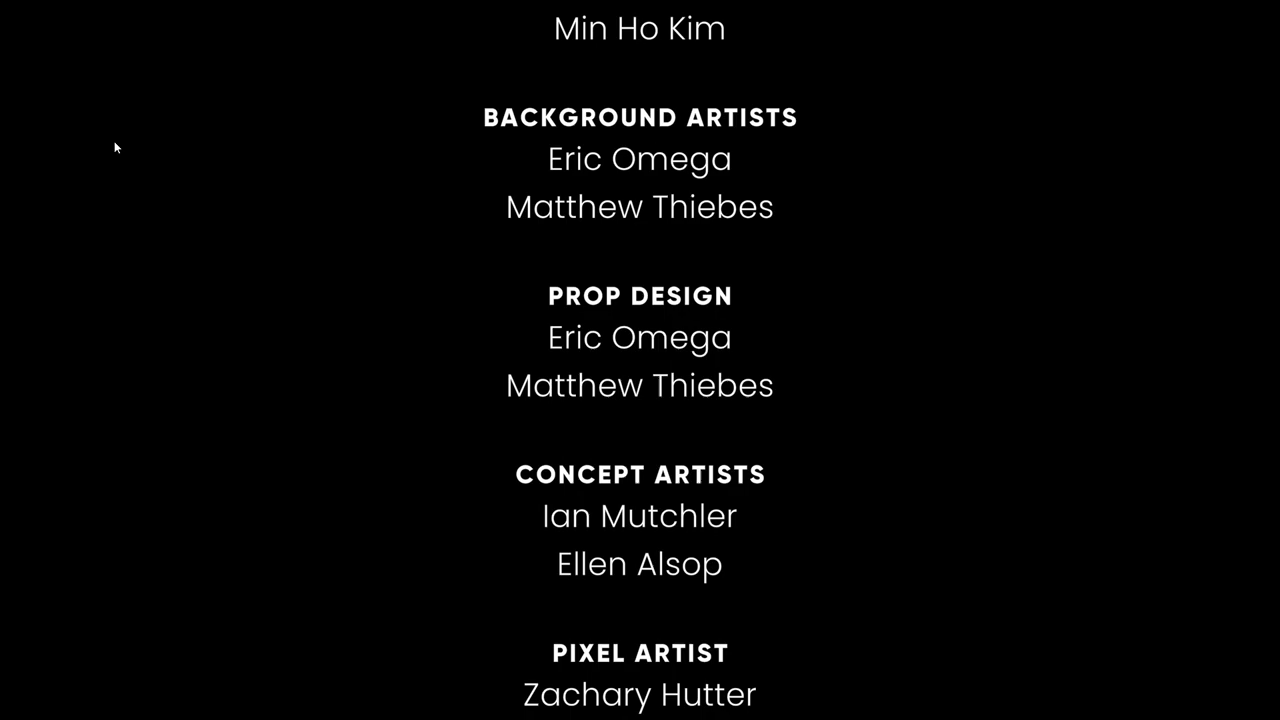 Min Ho Kim
BACKGROUND ARTISTS
Eric Omega
Matthew Thiebes
PROP DESIGN
Eric Omega
Matthew Thiebes
CONCEPT ARTISTS
Ian Mutchler
Ellen Alsop
PIXEL ARTIST
Zachary Hutter